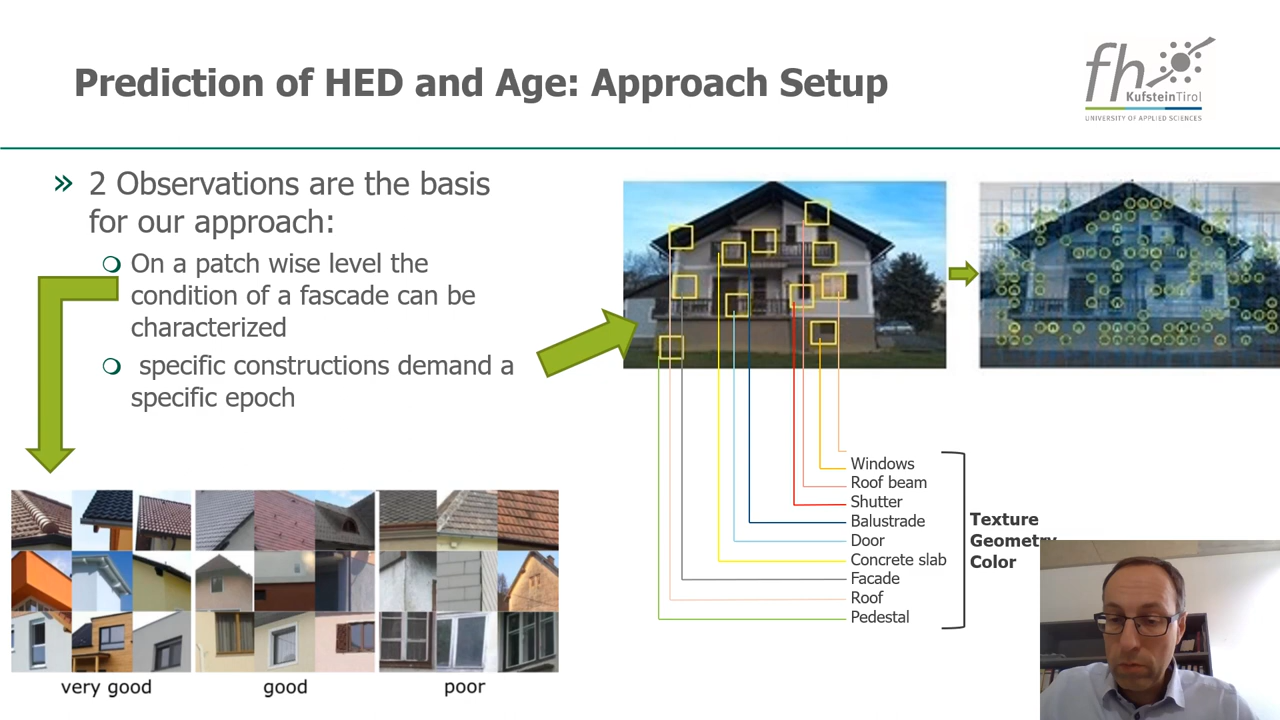 Prediction of HED and Age: Approach Setup
fh
KufsteinTirol
UNIVERSITY OF APPLIED SCIENCES
» 2 Observations are the basis
for our approach:
On a patch wise level the
condition of a fascade can be
characterized
specific constructions demand a
specific epoch
Windows
Roof beam
Shutter
Balustrade
Door
Concrete slab
Facade
Roof
Pedestal
Texture
Geometry
Color
very good
good
poor